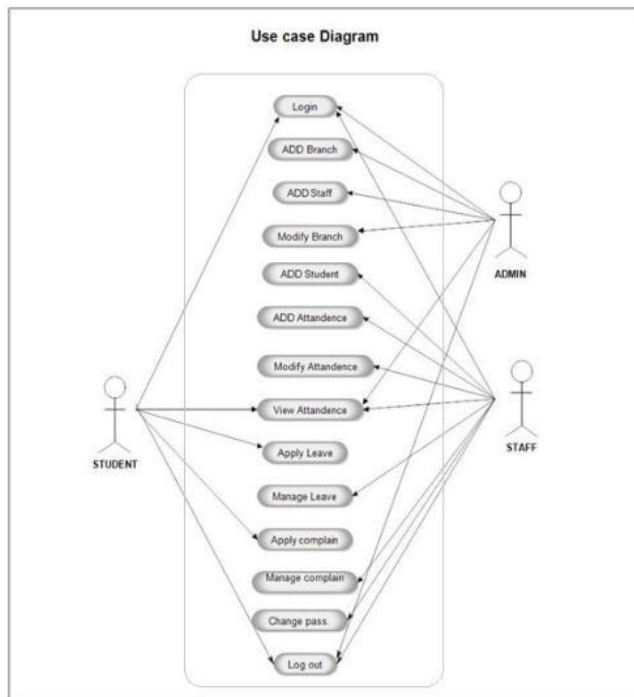 Use case Diagram
Login
ADD Branch
ADD Staff
Modify Branch
ADD Student
ADD Attandence
Modify Attandence
View Attandence
Apply Leave
Manage Leave
Apply complain
Manage complain
Change pass.
Log out
STUDENT
ADMIN
STAFF